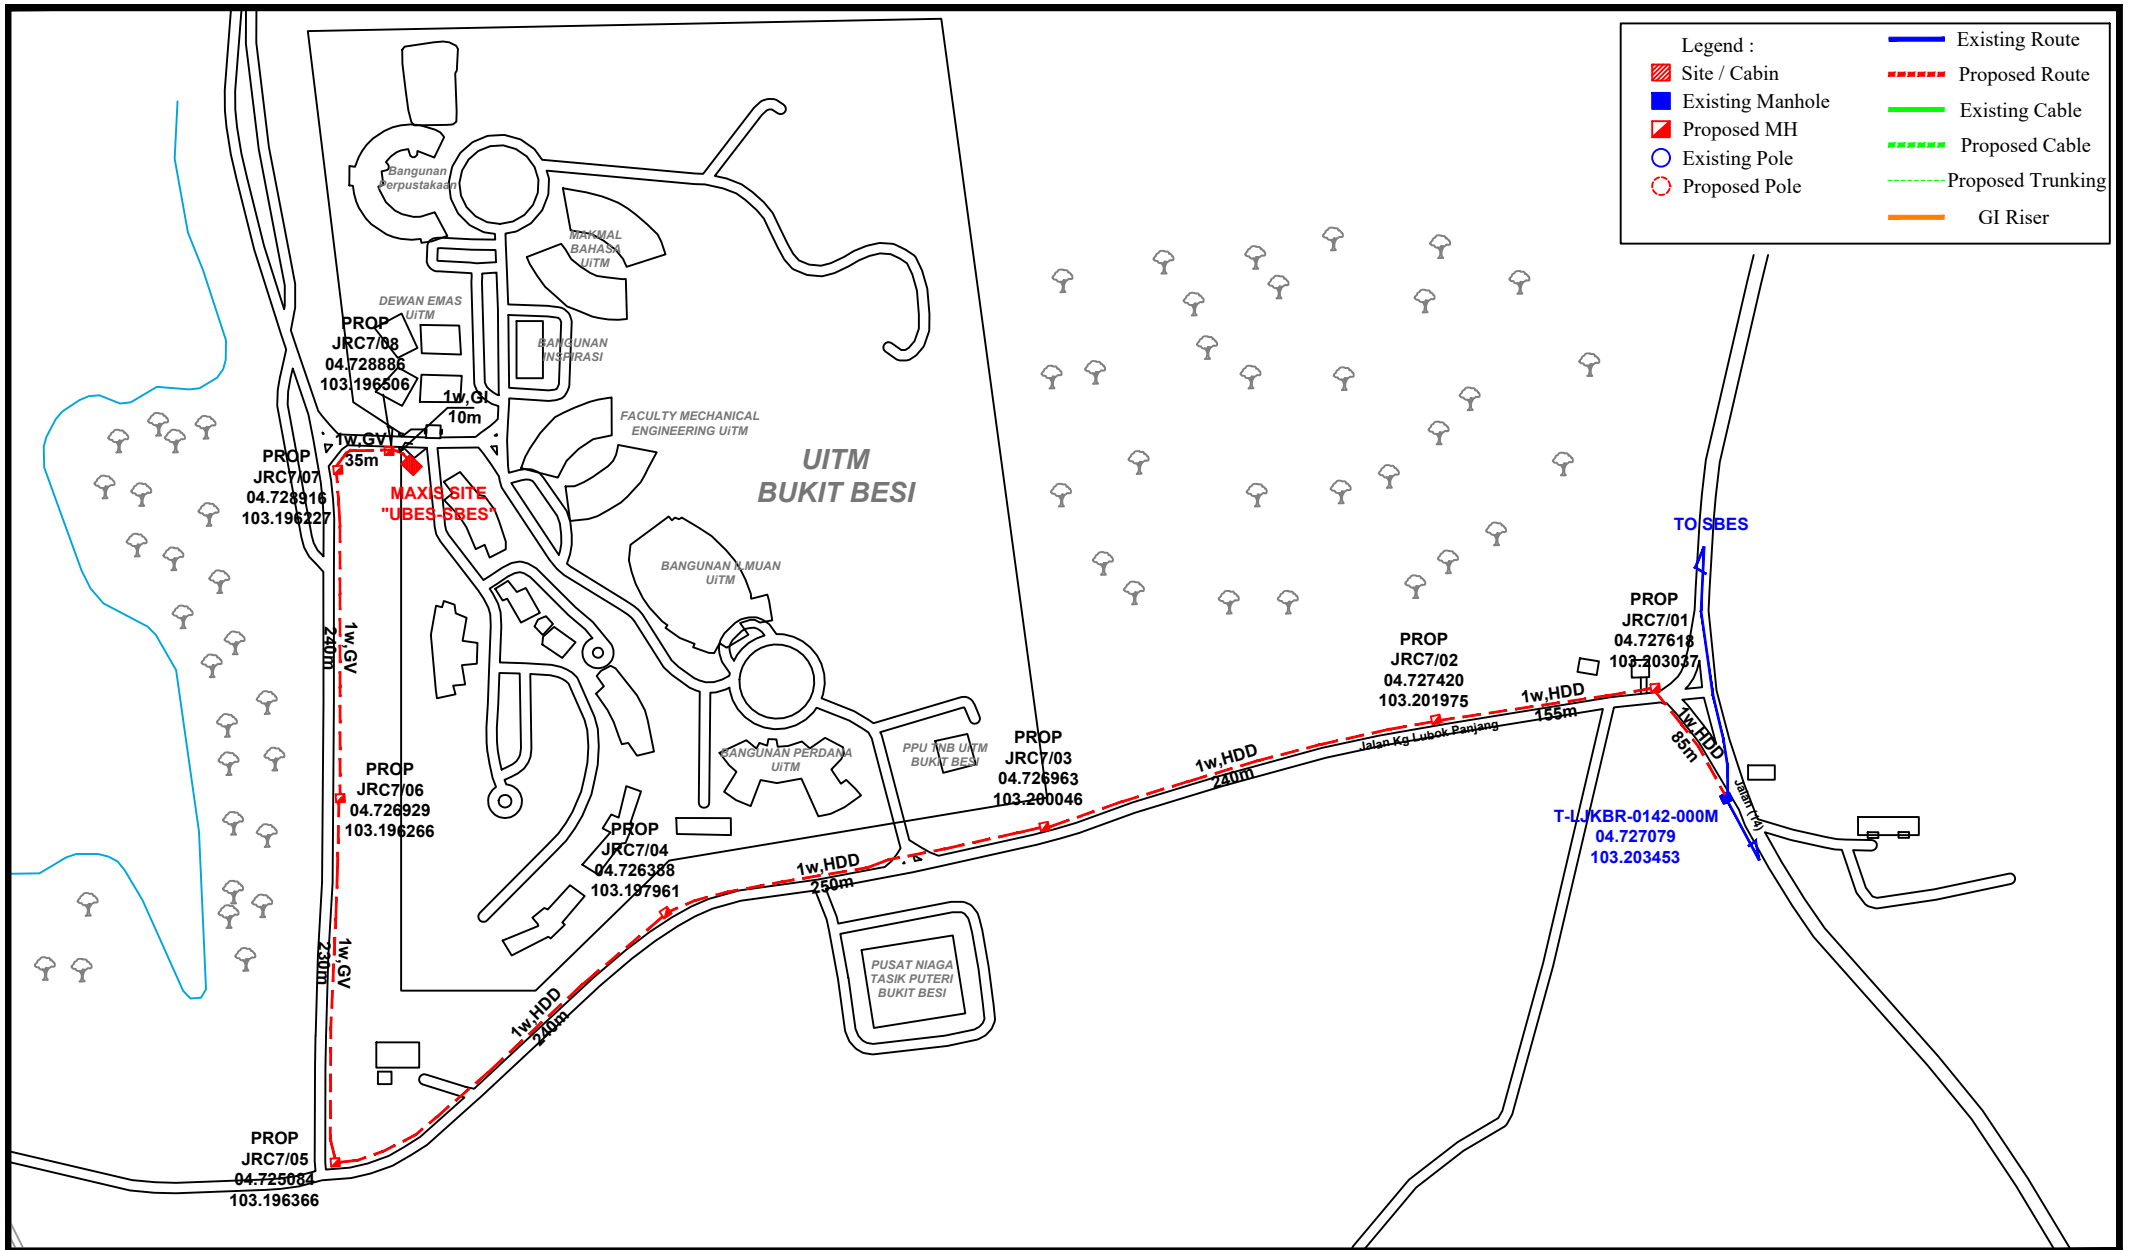 Legend :
Site / Cabin
Existing Manhole
Proposed MH
Existing Pole
Proposed Pole
Existing Route
Proposed Route
Existing Cable
Proposed Cable
Proposed Trunking
GI Riser
Bangunan
Perpustakaan
MAKMAL
BAHASA
UiTM
DEWAN EMAS
UiTM
BANGUNAN
INSPIRASI
PROP
JRC7/08
04.728886
103.196506
1w,GI
10m
1w,GV
35m
FACULTY MECHANICAL
ENGINEERING UiTM
UITM
BUKIT BESI
PROP
JRC7/07
04.728916
103.196227
MAXIS SITE
"UBES-SBES"
BANGUNAN ILMUAN
UiTM
TO SBES
PROP
JRC7/01
04.727618
103.203037
PROP
JRC7/02
04.727420
103.201975
1w,GV
240m
1w,HDD
155m
1w,HDD
85m
Jalan Kg Lubok Panjang
Jalan (14)
BANGUNAN PERDANA
UiTM
PPU TNB UiTM
BUKIT BESI
PROP
JRC7/03
04.726963
103.200046
1w,HDD
240m
PROP
JRC7/06
04.726929
103.196266
T-LJKBR-0142-000M
04.727079
103.203453
PROP
JRC7/04
04.726388
103.197961
1w,HDD
250m
1w,GV
230m
PUSAT NIAGA
TASIK PUTERI
BUKIT BESI
1w,HDD
240m
PROP
JRC7/05
04.725084
103.196366